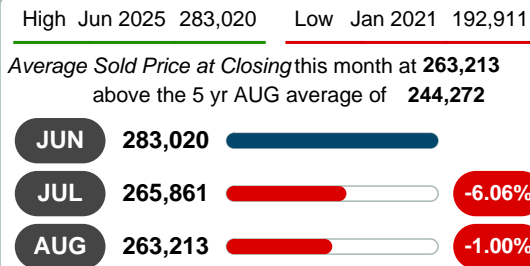 High Jun 2025 283,020 Low Jan 2021 192,911
Average Sold Price at Closing this month at 263,213
above the 5 yr AUG average of 244,272
JUN 283,020
JUL 265,861 -6.06%
AUG 263,213 -1.00%